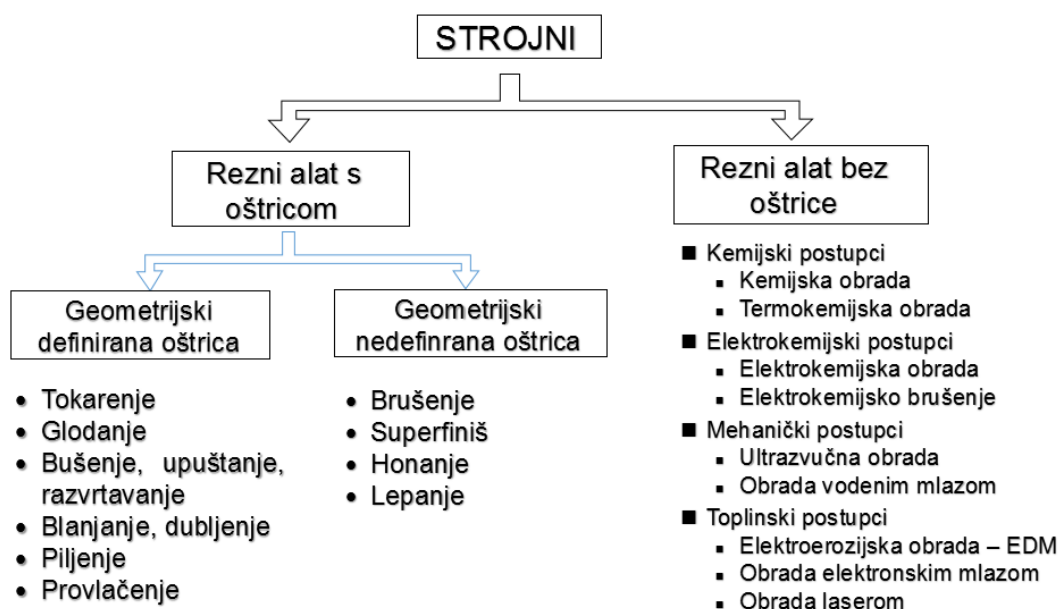 STROJNI
Rezni alat s
oštricom
Rezni alat bez
oštrice
Geometrijski
definirana oštrica
Geometrijski
nedefinrana oštrica
• Tokarenje
• Glodanje
• Bušenje, upuštanje,
razvrtavanje
• Blanjanje, dubljenje
• Piljenje
• Provlačenje
• Brušenje
• Superfiniš
• Honanje
• Lepanje
■ Kemijski postupci
▪ Kemijska obrada
▪ Termokemijska obrada
■ Elektrokemijski postupci
▪ Elektrokemijska obrada
▪ Elektrokemijsko brušenje
■ Mehanički postupci
▪ Ultrazvučna obrada
▪ Obrada vodenim mlazom
■ Toplinski postupci
▪ Elektroerozijska obrada – EDM
▪ Obrada elektronskim mlazom
▪ Obrada laserom